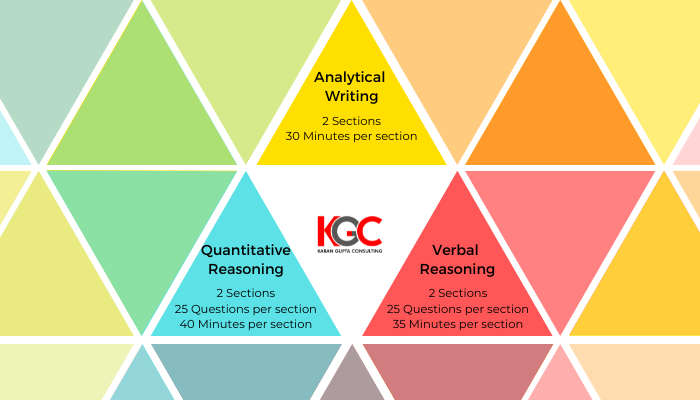 Analytical
Writing
2 Sections
30 Minutes per section
KGC
KARAN GUPTA CONSULTING
Quantitative
Reasoning
2 Sections
25 Questions per section
40 Minutes per section
Verbal
Reasoning
2 Sections
25 Questions per section
35 Minutes per section